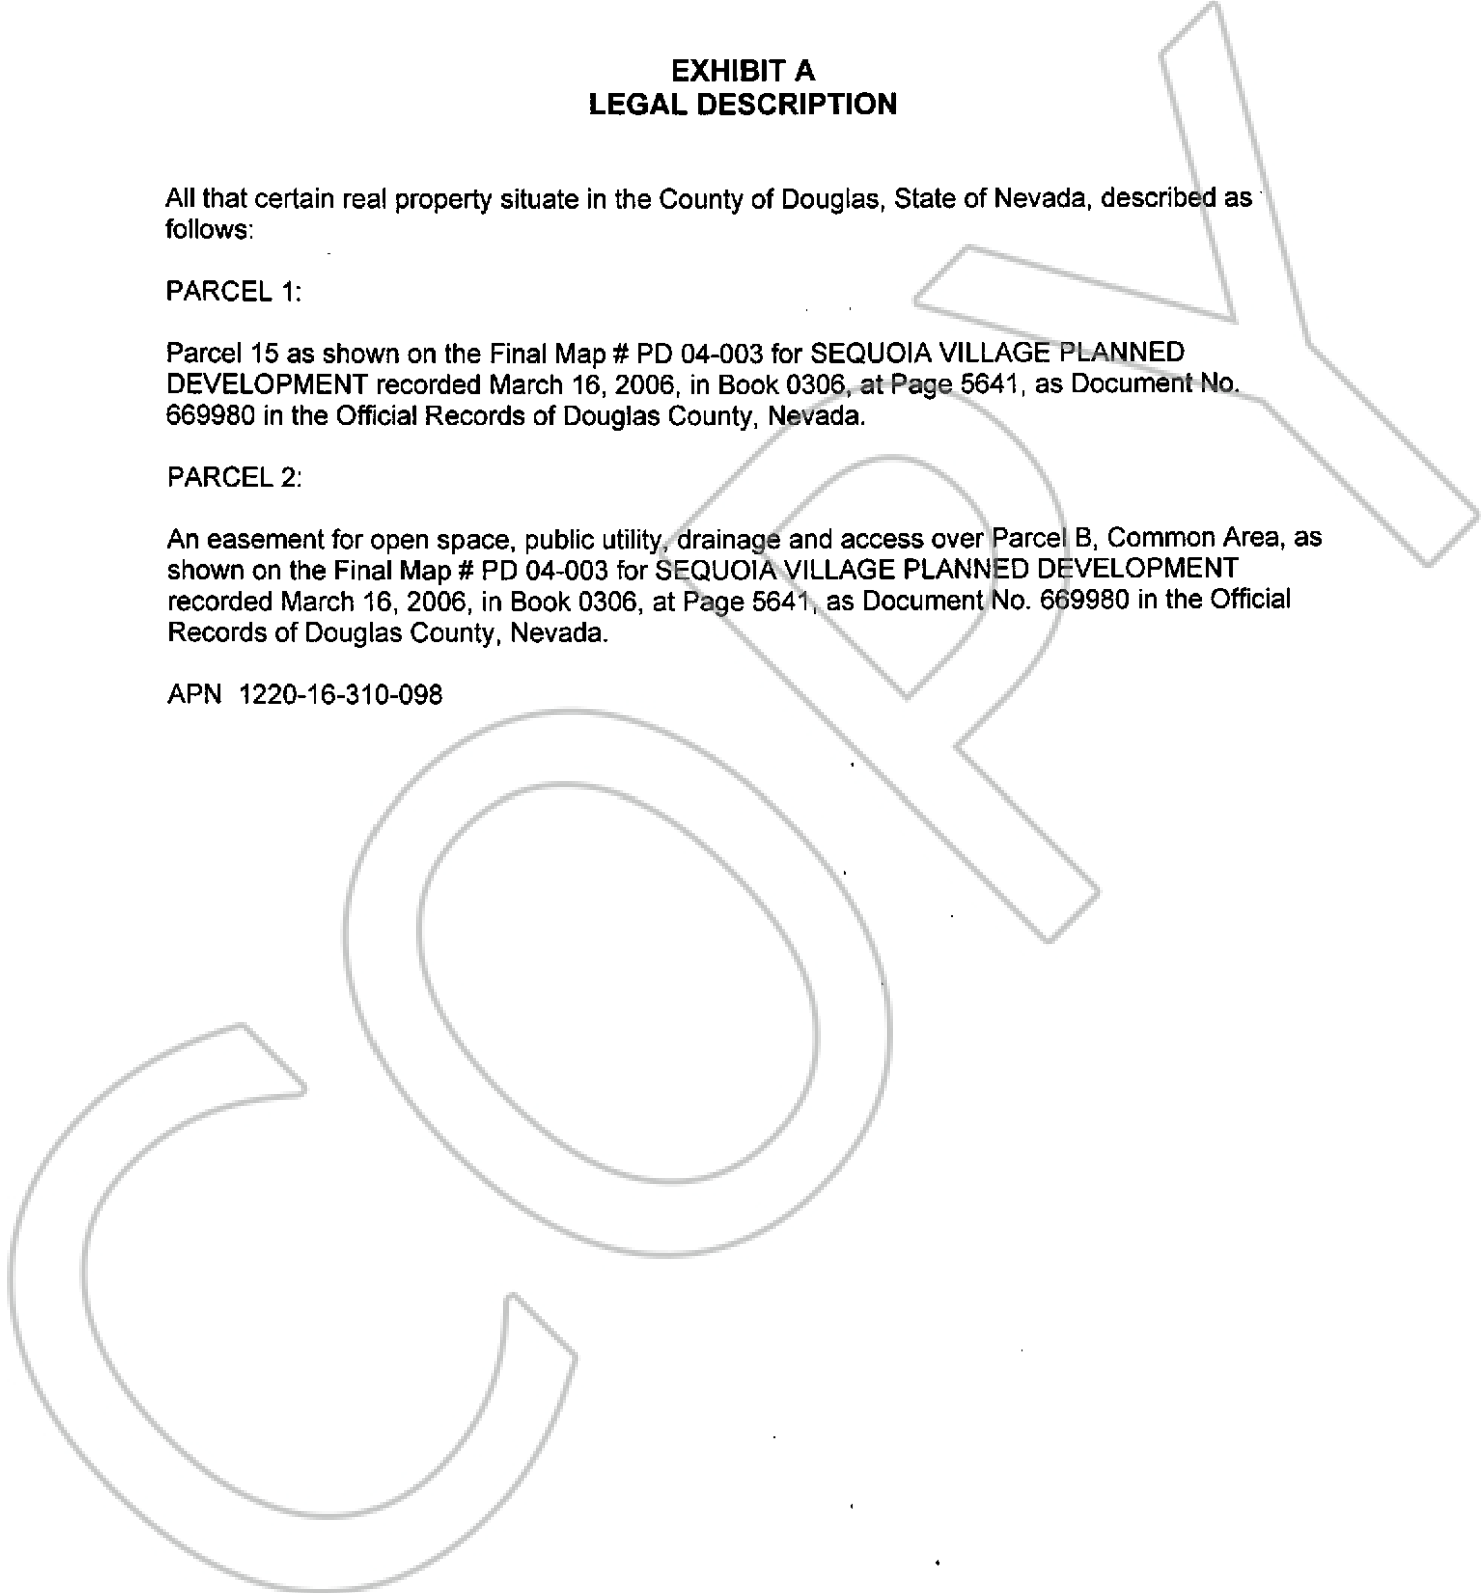 EXHIBIT A
LEGAL DESCRIPTION
All that certain real property situate in the County of Douglas, State of Nevada, described as
follows:
PARCEL 1:
Parcel 15 as shown on the Final Map # PD 04-003 for SEQUOIA VILLAGE PLANNED
DEVELOPMENT recorded March 16, 2006, in Book 0306, at Page 5641, as Document No.
669980 in the Official Records of Douglas County, Nevada.
PARCEL 2:
An easement for open space, public utility, drainage and access over Parcel B, Common Area, as
shown on the Final Map # PD 04-003 for SEQUOIA VILLAGE PLANNED DEVELOPMENT
recorded March 16, 2006, in Book 0306, at Page 5641, as Document No. 669980 in the Official
Records of Douglas County, Nevada.
APN 1220-16-310-098
COPY